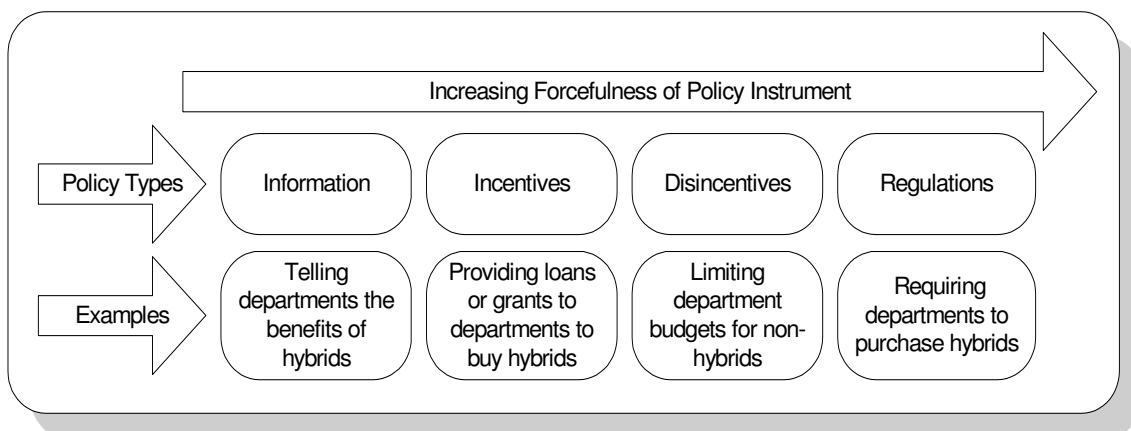 Increasing Forcefulness of Policy Instrument
Policy Types
Information
Incentives
Disincentives
Regulations
Examples
Telling
departments the
benefits of
hybrids
Providing loans
or grants to
departments to
buy hybrids
Limiting
department
budgets for non-
hybrids
Requiring
departments to
purchase hybrids